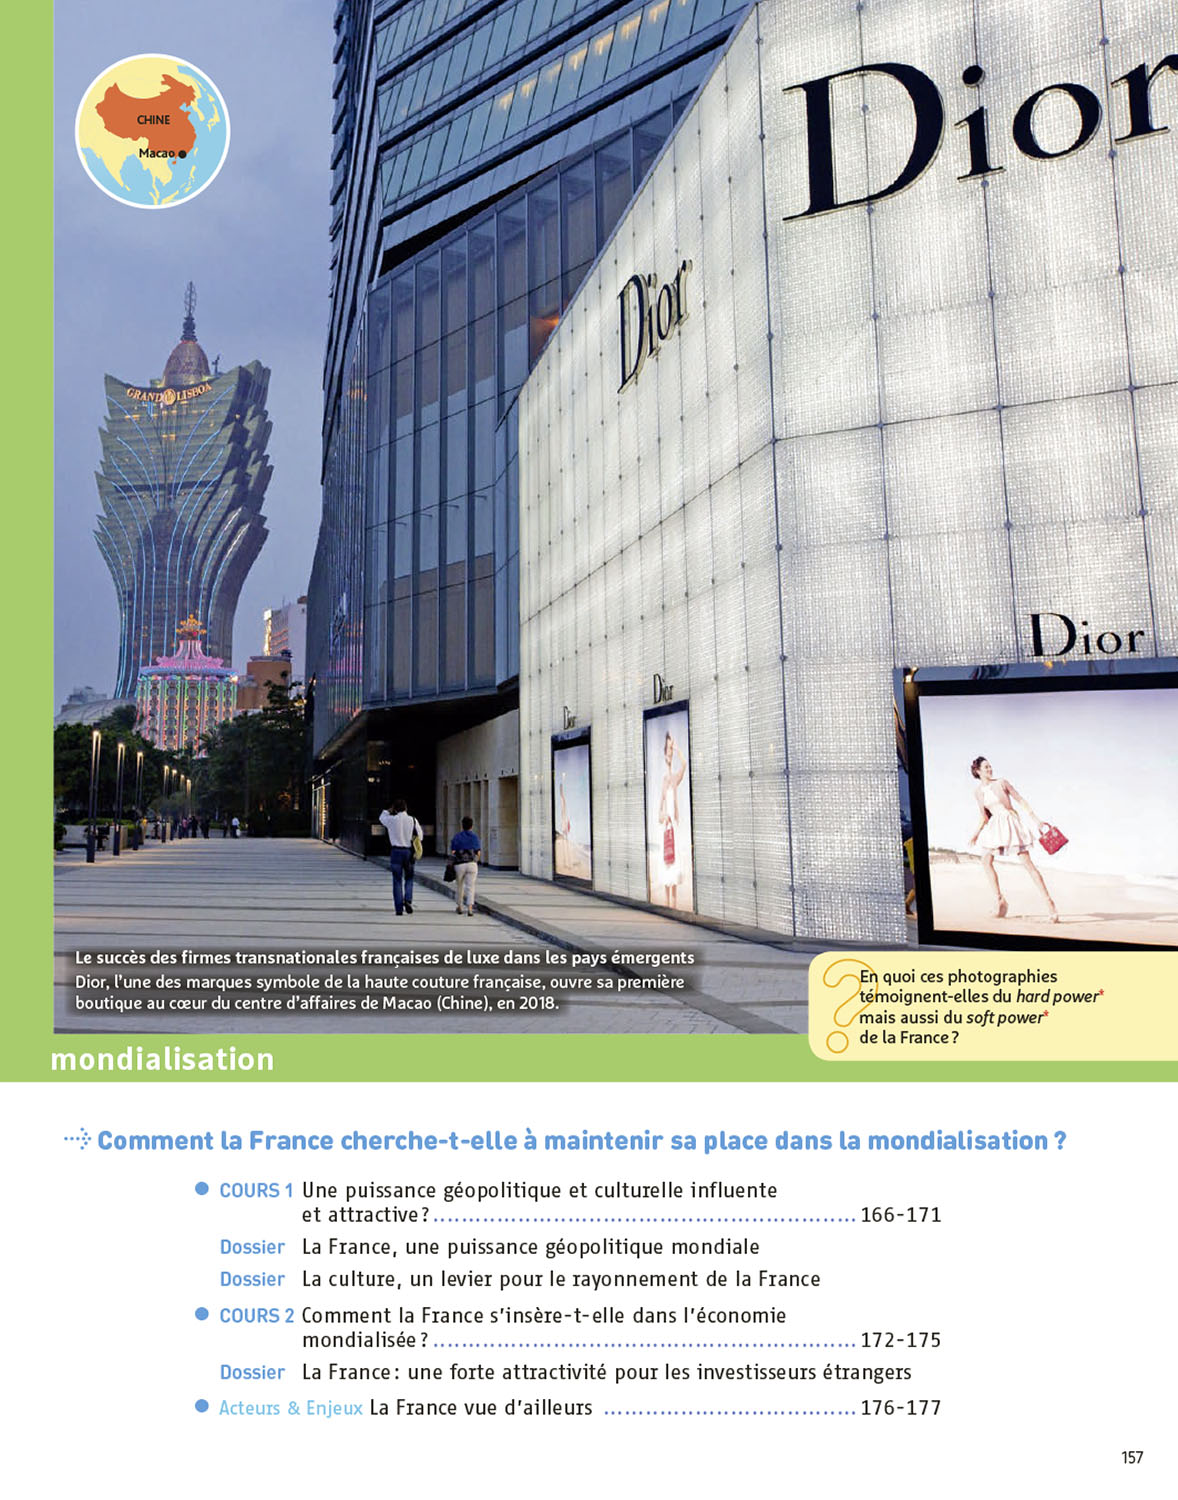 CHINE
Macao
Dior
Dior
GRAND LISBOA
Dior
Dior
Dior
Le succès des firmes transnationales françaises de luxe dans les pays émergents
Dior, l’une des marques symbole de la haute couture française, ouvre sa première
boutique au cœur du centre d’affaires de Macao (Chine), en 2018.
?
En quoi ces photographies
témoignent-elles du hard power*
mais aussi du soft power*
de la France ?
mondialisation
Comment la France cherche-t-elle à maintenir sa place dans la mondialisation ?
• COURS 1 Une puissance géopolitique et culturelle influente
et attractive ? ............................................................ 166-171
Dossier La France, une puissance géopolitique mondiale
Dossier La culture, un levier pour le rayonnement de la France
• COURS 2 Comment la France s’insère-t-elle dans l’économie
mondialisée ? ............................................................ 172-175
Dossier La France : une forte attractivité pour les investisseurs étrangers
• Acteurs & Enjeux La France vue d’ailleurs .................................... 176-177
157